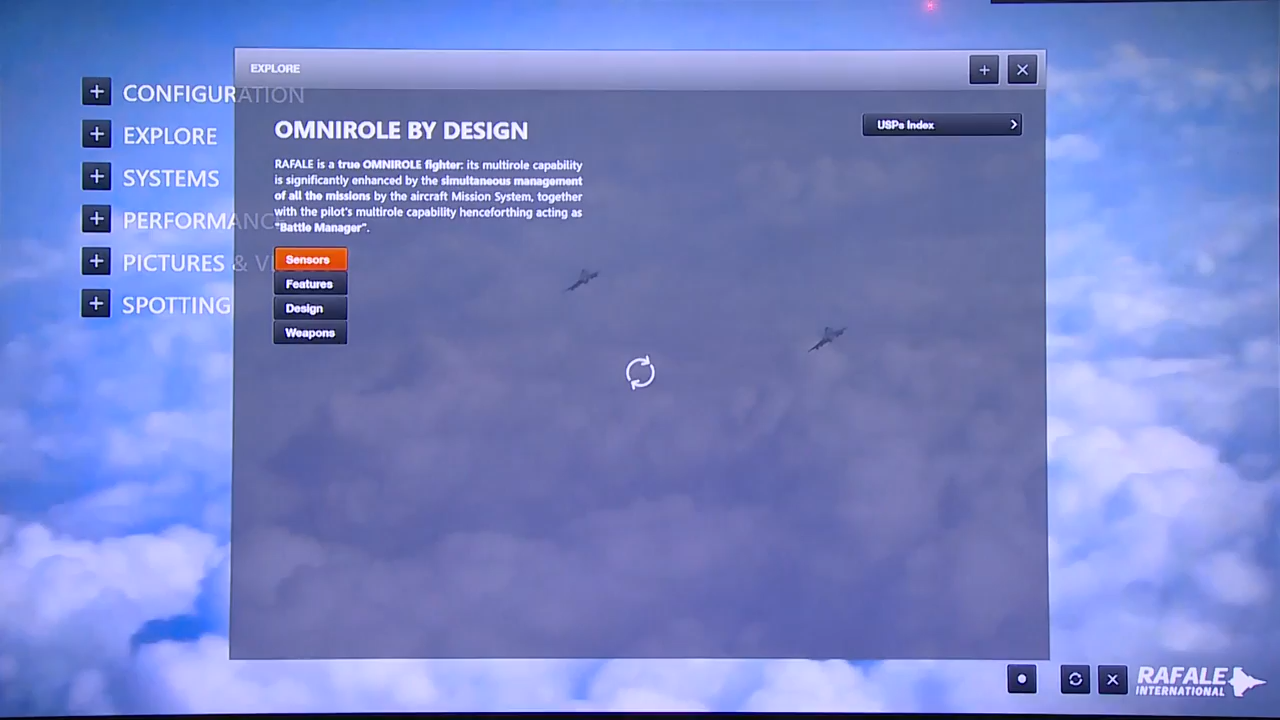 EXPLORE
CONFIGURATION
EXPLORE
SYSTEMS
PERFORMANCE
PICTURES & VI
SPOTTING
OMNIROLE BY DESIGN
USPs Index
RAFALE is a true OMNIROLE fighter: its multirole capability
is significantly enhanced by the simultaneous management
of all the missions by the aircraft Mission System, together
with the pilot's multirole capability henceforthing acting as
"Battle Manager".
Sensors
Features
Design
Weapons
RAFALE
INTERNATIONAL